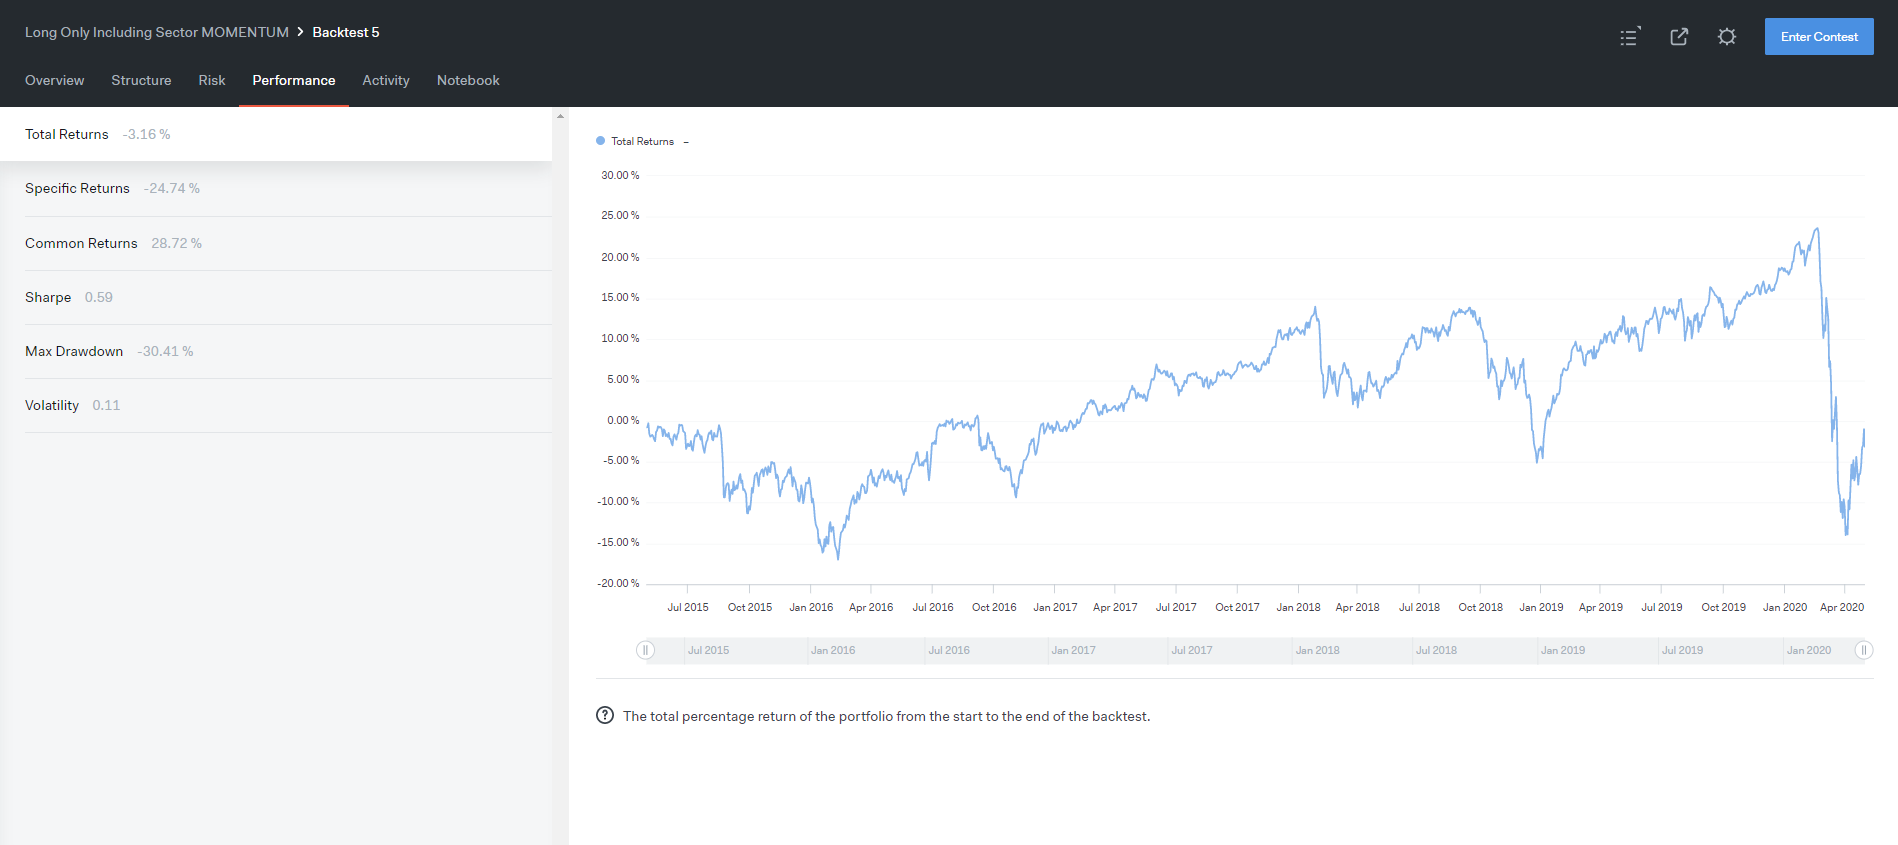 Long Only Including Sector MOMENTUM > Backtest 5
Enter Contest
Overview Structure Risk Performance Activity Notebook
Total Returns -3.16 %
Specific Returns -24.74 %
Common Returns 28.72 %
Sharpe 0.59
Max Drawdown -30.41 %
Volatility 0.11
Total Returns –
30.00 %
25.00 %
20.00 %
15.00 %
10.00 %
5.00 %
0.00 %
-5.00 %
-10.00 %
-15.00 %
-20.00 %
Jul 2015 Oct 2015 Jan 2016 Apr 2016 Jul 2016 Oct 2016 Jan 2017 Apr 2017 Jul 2017 Oct 2017 Jan 2018 Apr 2018 Jul 2018 Oct 2018 Jan 2019 Apr 2019 Jul 2019 Oct 2019 Jan 2020 Apr 2020
Jul 2015 Jan 2016 Jul 2016 Jan 2017 Jul 2017 Jan 2018 Jul 2018 Jan 2019 Jul 2019 Jan 2020
? The total percentage return of the portfolio from the start to the end of the backtest.